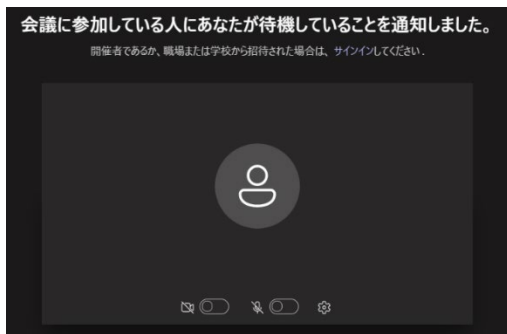 会議に参加している人にあなたが待機していることを通知しました。
開催者であるか、職場または学校から招待された場合は、サインインしてください.